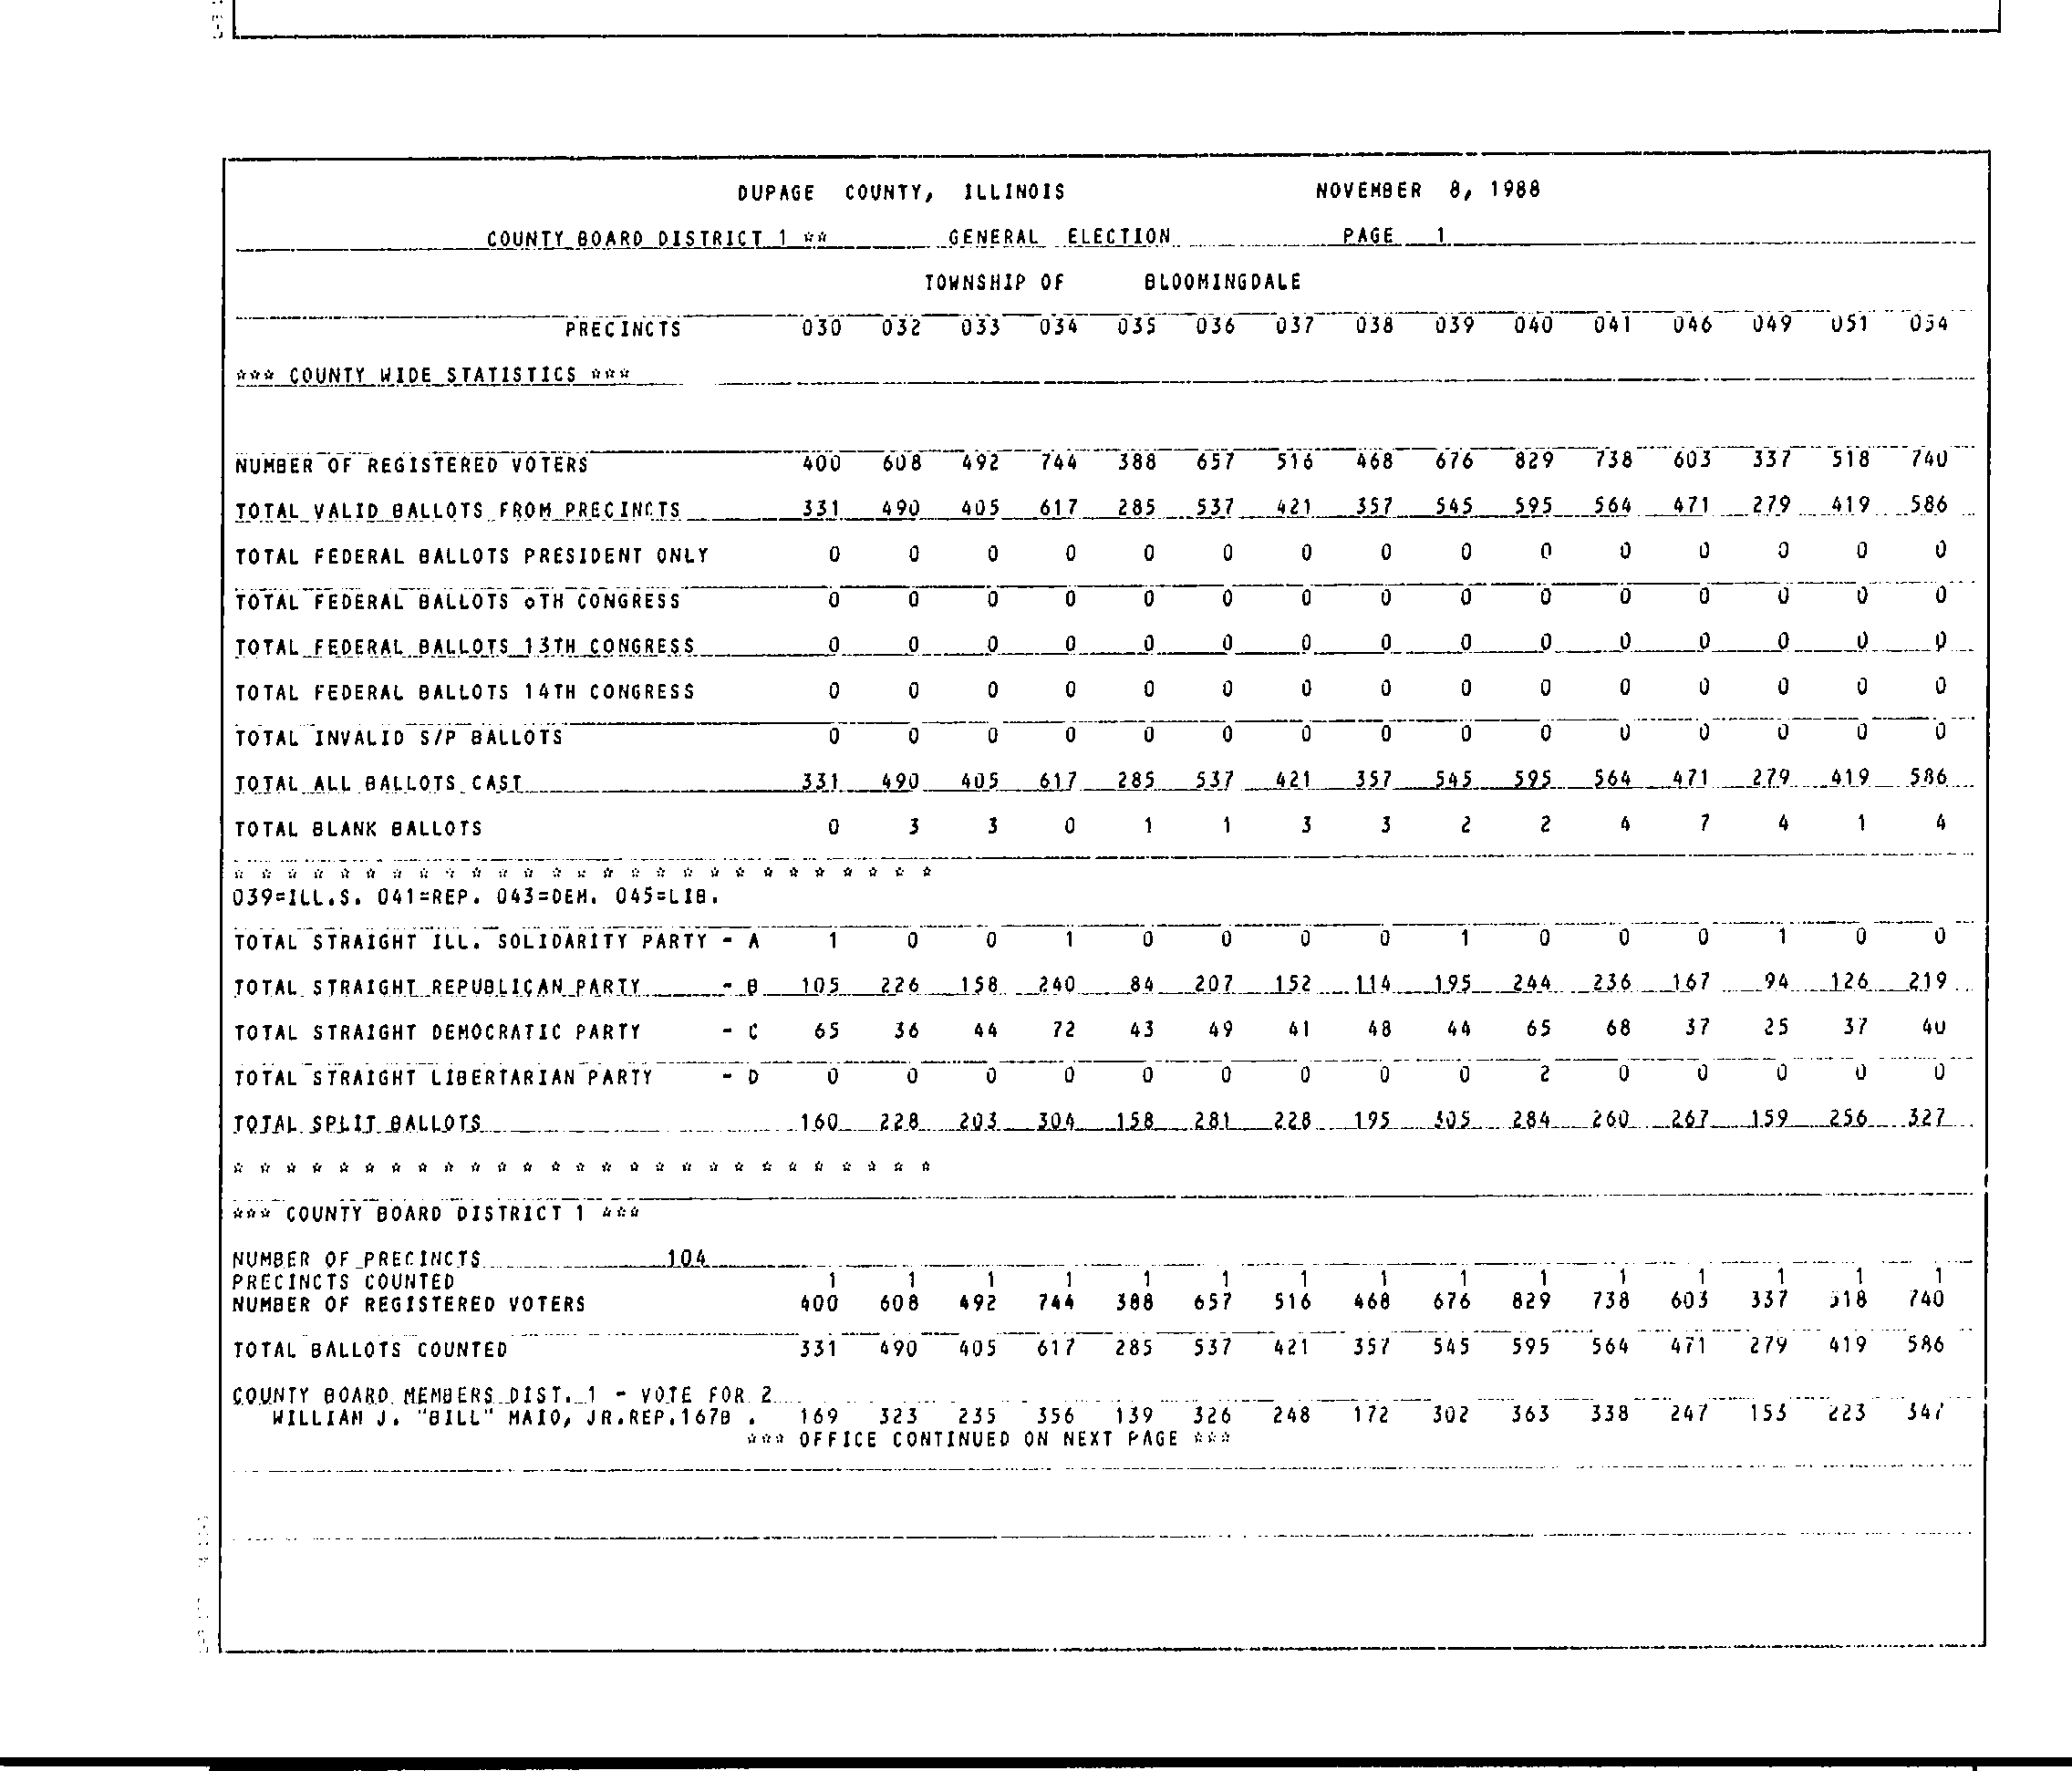 DUPAGE COUNTY, ILLINOIS NOVEMBER 8, 1988
COUNTY BOARD DISTRICT 1 ** GENERAL ELECTION PAGE 1
TOWNSHIP OF BLOOMINGDALE
PRECINCTS 030 032 033 034 035 036 037 038 039 040 041 046 049 051 054
*** COUNTY WIDE STATISTICS ***
NUMBER OF REGISTERED VOTERS 400 608 492 744 388 657 516 468 676 829 738 603 337 518 740
TOTAL VALID BALLOTS FROM PRECINCTS 331 490 405 617 285 537 421 357 545 595 564 471 279 419 586
TOTAL FEDERAL BALLOTS PRESIDENT ONLY 0 0 0 0 0 0 0 0 0 0 0 0 0 0 0
TOTAL FEDERAL BALLOTS 6TH CONGRESS 0 0 0 0 0 0 0 0 0 0 0 0 0 0 0
TOTAL FEDERAL BALLOTS 13TH CONGRESS 0 0 0 0 0 0 0 0 0 0 0 0 0 0 0
TOTAL FEDERAL BALLOTS 14TH CONGRESS 0 0 0 0 0 0 0 0 0 0 0 0 0 0 0
TOTAL INVALID S/P BALLOTS 0 0 0 0 0 0 0 0 0 0 0 0 0 0 0
TOTAL ALL BALLOTS CAST 331 490 405 617 285 537 421 357 545 595 564 471 279 419 586
TOTAL BLANK BALLOTS 0 3 3 0 1 1 3 3 2 2 4 7 4 1 4
* * * * * * * * * * * * * * * * * * * * * * * * * * *
039=ILL.S. 041=REP. 043=DEM. 045=LIB.
TOTAL STRAIGHT ILL. SOLIDARITY PARTY - A 1 0 0 1 0 0 0 0 1 0 0 0 1 0 0
TOTAL STRAIGHT REPUBLICAN PARTY - B 105 226 158 240 84 207 152 114 195 244 236 167 94 126 219
TOTAL STRAIGHT DEMOCRATIC PARTY - C 65 36 44 72 43 49 41 48 44 65 68 37 25 37 40
TOTAL STRAIGHT LIBERTARIAN PARTY - D 0 0 0 0 0 0 0 0 0 2 0 0 0 0 0
TOTAL SPLIT BALLOTS 160 228 203 304 158 281 228 195 305 284 260 267 159 256 327
* * * * * * * * * * * * * * * * * * * * * * * * * * *
*** COUNTY BOARD DISTRICT 1 ***
NUMBER OF PRECINCTS 104
PRECINCTS COUNTED 1 1 1 1 1 1 1 1 1 1 1 1 1 1 1
NUMBER OF REGISTERED VOTERS 400 608 492 744 388 657 516 468 676 829 738 603 337 518 740
TOTAL BALLOTS COUNTED 331 490 405 617 285 537 421 357 545 595 564 471 279 419 586
COUNTY BOARD MEMBERS DIST. 1 - VOTE FOR 2
WILLIAM J. "BILL" MAIO, JR.REP.167B . 169 323 235 356 139 326 248 172 302 363 338 247 153 223 347
*** OFFICE CONTINUED ON NEXT PAGE ***